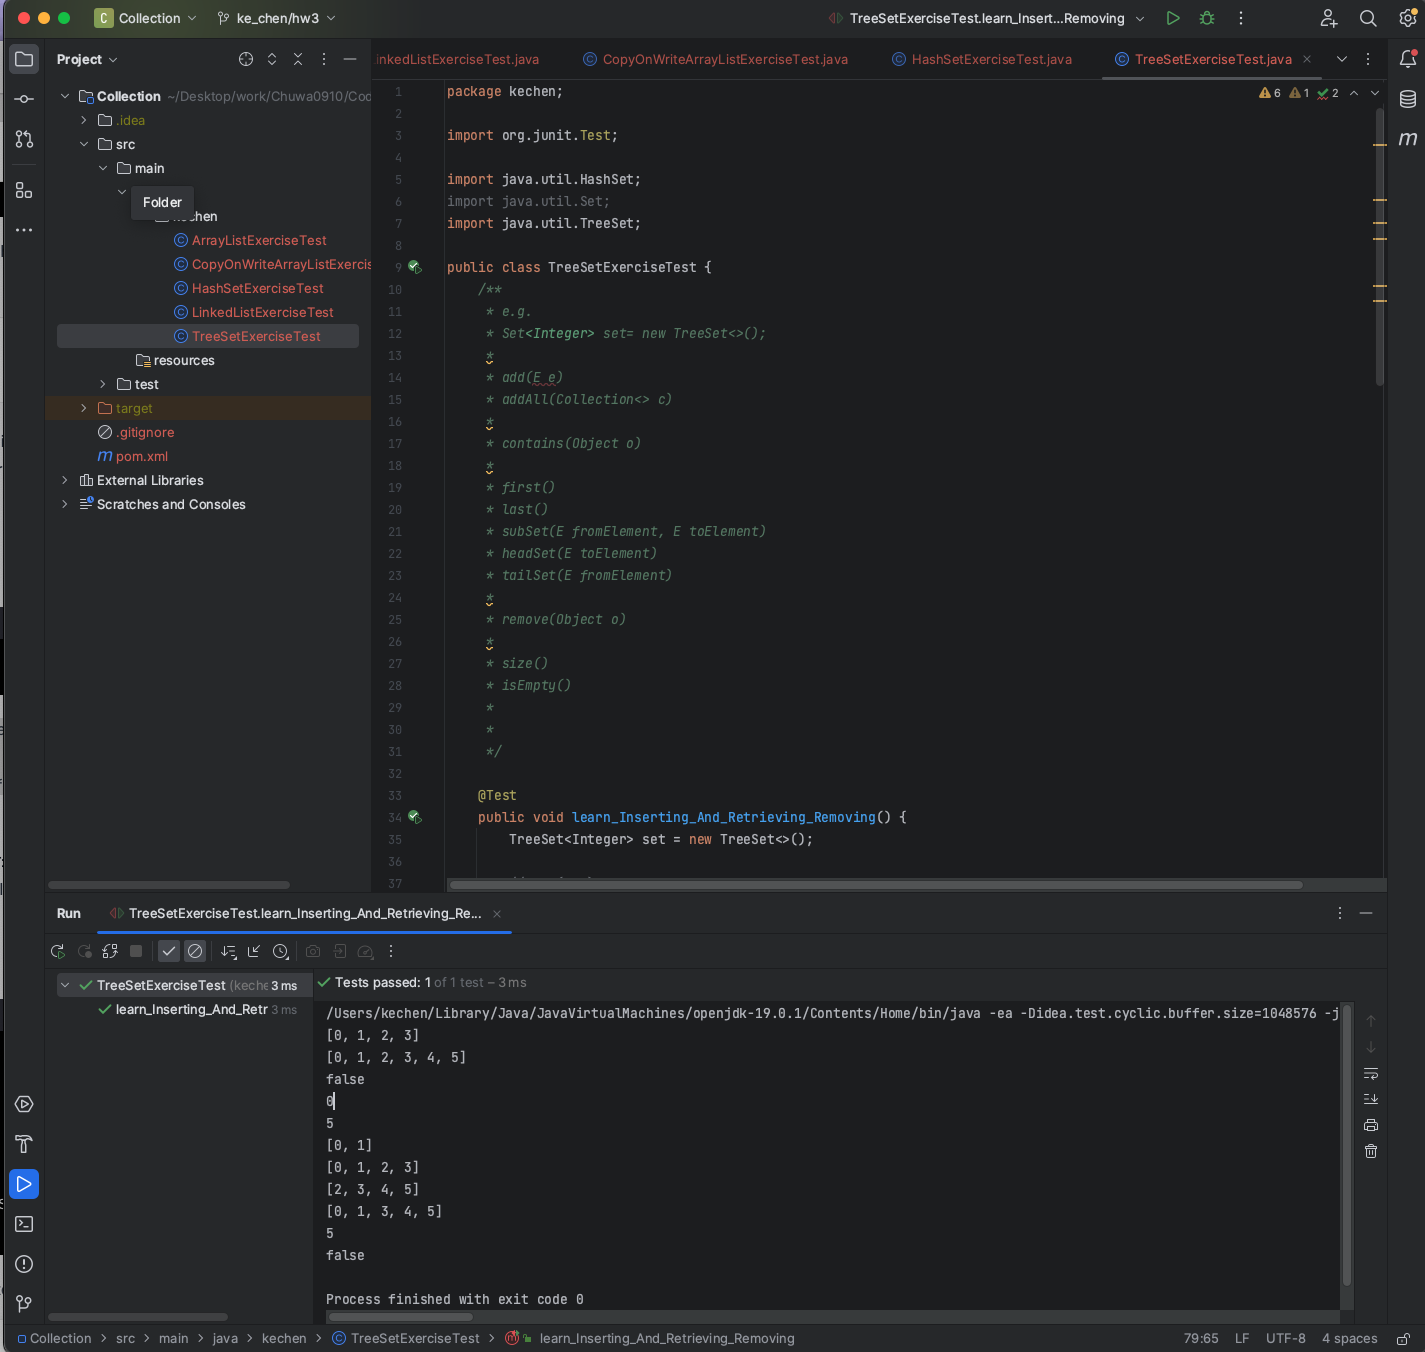 C Collection ke_chen/hw3 TreeSetExerciseTest.learn_Insert...Removing
Project
inkedListExerciseTest.java CopyOnWriteArrayListExerciseTest.java HashSetExerciseTest.java TreeSetExerciseTest.java
Collection ~/Desktop/work/Chuwa0910/Cod
.idea
src
main
Folder
kechen
ArrayListExerciseTest
CopyOnWriteArrayListExercis
HashSetExerciseTest
LinkedListExerciseTest
TreeSetExerciseTest
resources
test
target
.gitignore
pom.xml
External Libraries
Scratches and Consoles
6 1 2
1 package kechen;
2
3 import org.junit.Test;
4
5 import java.util.HashSet;
6 import java.util.Set;
7 import java.util.TreeSet;
8
9 public class TreeSetExerciseTest {
10 /**
11 * e.g.
12 * Set<Integer> set= new TreeSet<>();
13 *
14 * add(E e)
15 * addAll(Collection<> c)
16 *
17 * contains(Object o)
18 *
19 * first()
20 * last()
21 * subSet(E fromElement, E toElement)
22 * headSet(E toElement)
23 * tailSet(E fromElement)
24 *
25 * remove(Object o)
26 *
27 * size()
28 * isEmpty()
29 *
30 *
31 */
32
33 @Test
34 public void learn_Inserting_And_Retrieving_Removing() {
35 TreeSet<Integer> set = new TreeSet<>();
36
37
Run TreeSetExerciseTest.learn_Inserting_And_Retrieving_Re...
TreeSetExerciseTest (keche 3 ms
learn_Inserting_And_Retr 3 ms
Tests passed: 1 of 1 test – 3 ms
/Users/kechen/Library/Java/JavaVirtualMachines/openjdk-19.0.1/Contents/Home/bin/java -ea -Didea.test.cyclic.buffer.size=1048576 -j
[0, 1, 2, 3]
[0, 1, 2, 3, 4, 5]
false
0
5
[0, 1]
[0, 1, 2, 3]
[2, 3, 4, 5]
[0, 1, 3, 4, 5]
5
false
Process finished with exit code 0
Collection src main java kechen TreeSetExerciseTest learn_Inserting_And_Retrieving_Removing 79:65 LF UTF-8 4 spaces